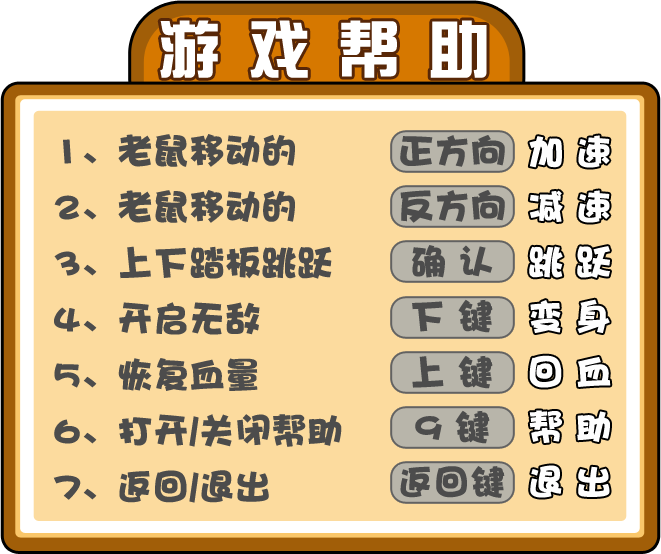 游戏帮助
1、老鼠移动的 正方向 加速
2、老鼠移动的 反方向 减速
3、上下踏板跳跃 确认 跳跃
4、开启无敌 下键 变身
5、恢复血量 上键 回血
6、打开/关闭帮助 9键 帮助
7、返回/退出 返回键 退出